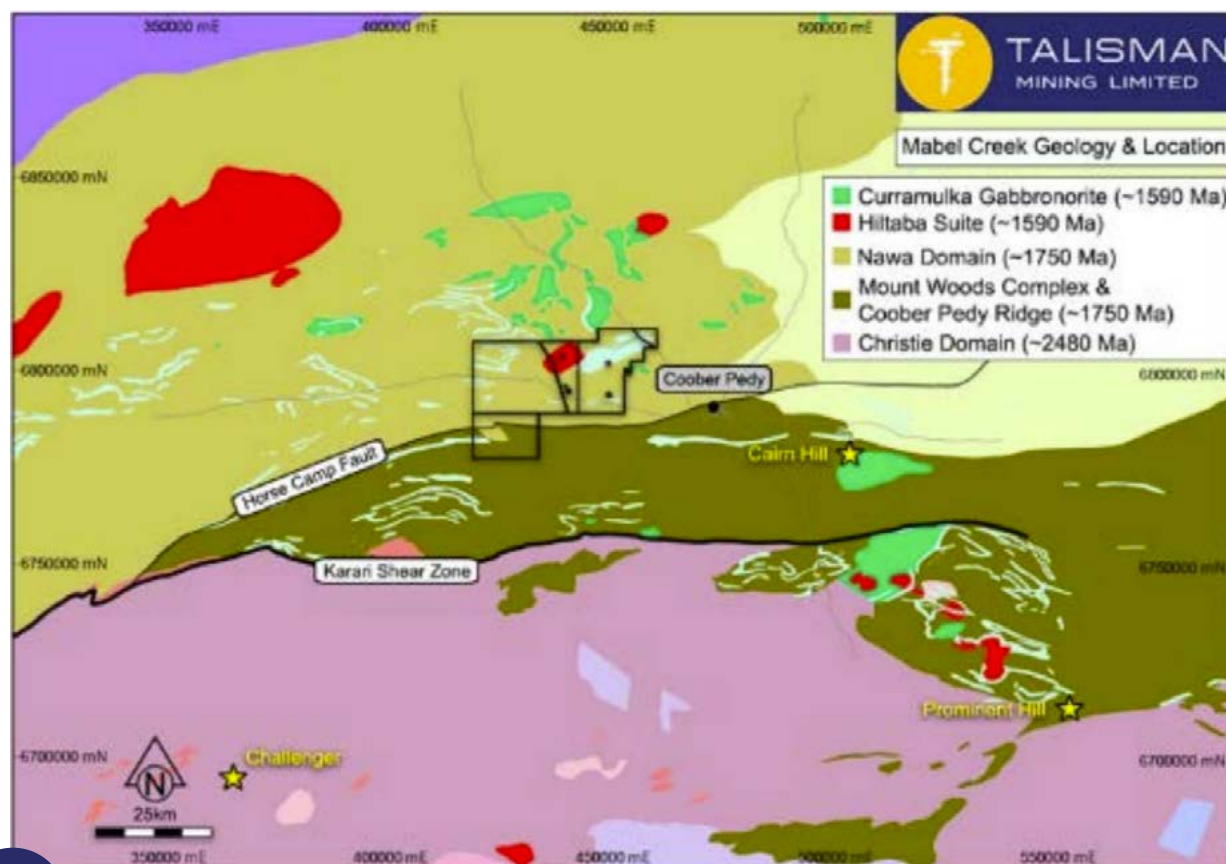 350000 mE 400000 mE 450000 mE 500000 mE
TALISMAN
MINING LIMITED
Mabel Creek Geology & Location
6850000 mN
Curramulka Gabbronorite (~1590 Ma)
Hiltaba Suite (~1590 Ma)
Nawa Domain (~1750 Ma)
Mount Woods Complex &
Coober Pedy Ridge (~1750 Ma)
Christie Domain (~2480 Ma)
6800000 mN
6800000 mN
Coober Pedy
Cairn Hill
Horse Camp Fault
6750000 mN
6750000 mN
Karari Shear Zone
Prominent Hill
6700000 mN
6700000 mN
Challenger
N
25km
350000 mE 400000 mE 450000 mE 500000 mE 550000 mE